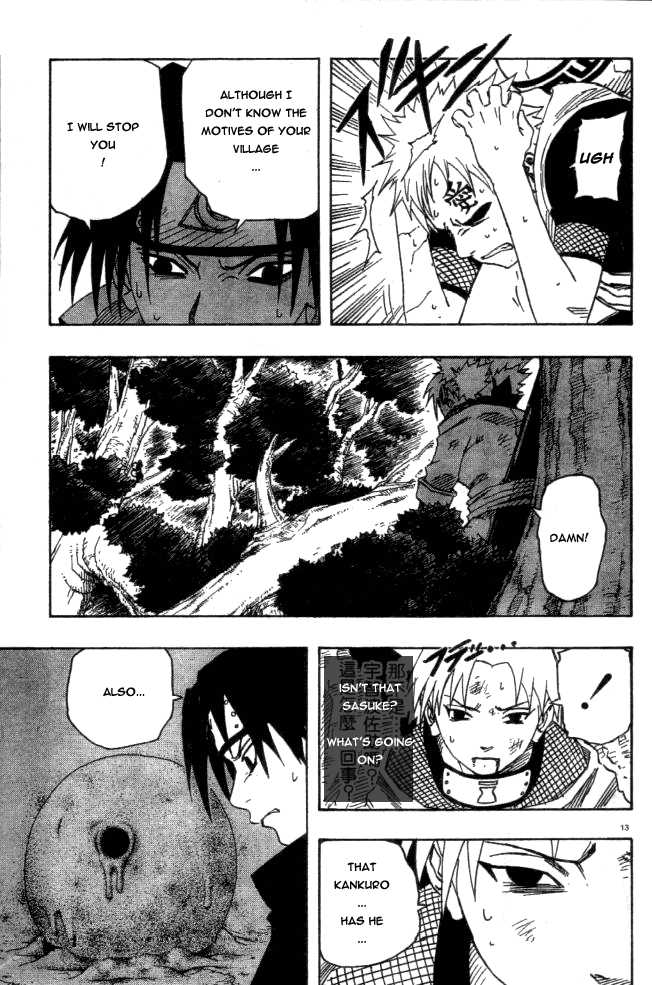 UGH
愛
ALTHOUGH I
DON'T KNOW THE
MOTIVES OF YOUR
VILLAGE
...
I WILL STOP
YOU
!
DAMN!
!
ISN'T THAT
SASUKE?
WHAT'S GOING
ON?
13
THAT
KANKURO
...
HAS HE
...
ALSO...